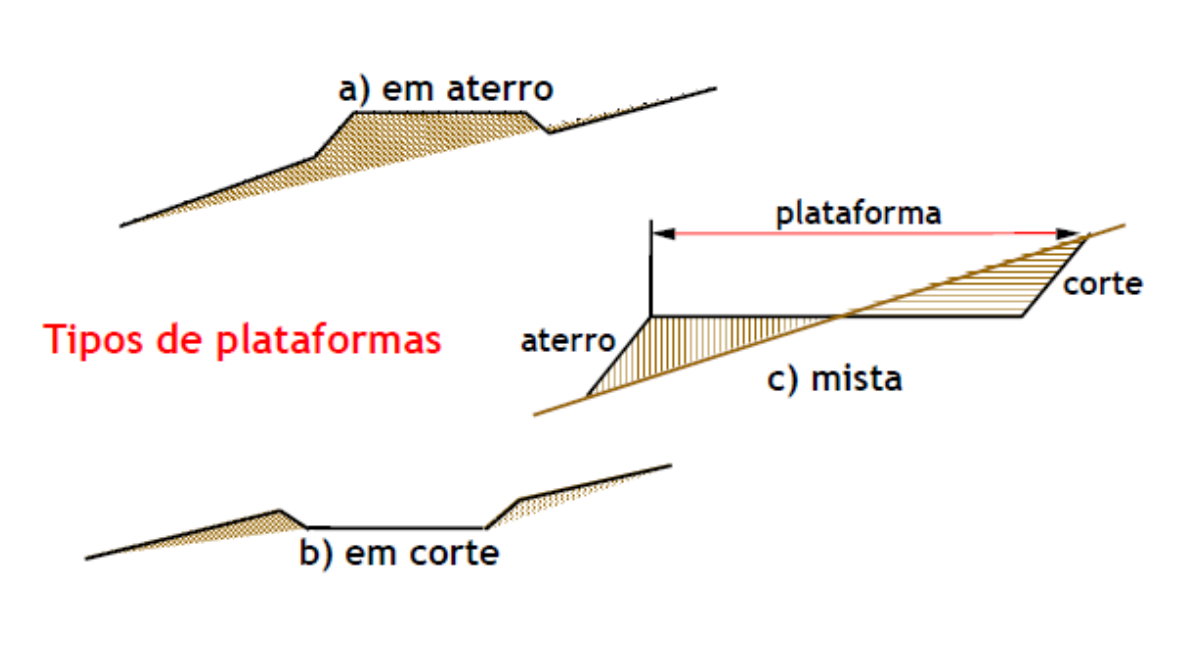 a) em aterro
plataforma
corte
Tipos de plataformas
aterro
c) mista
b) em corte